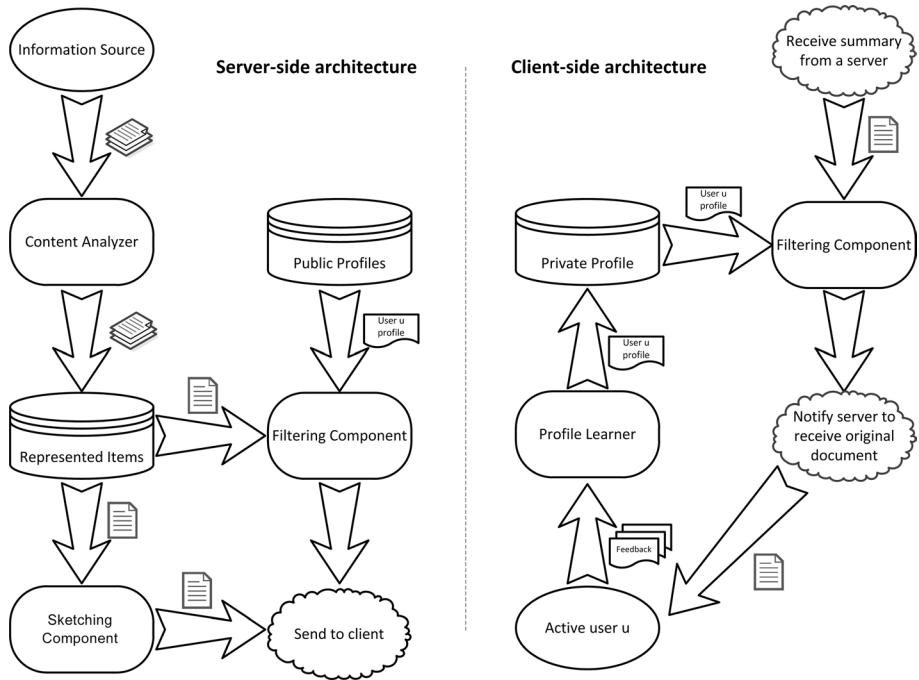 Information Source
Server-side architecture
Content Analyzer
Public Profiles
User u
profile
Represented Items
Filtering Component
Sketching
Component
Send to client
Client-side architecture
Receive summary
from a server
User u
profile
Private Profile
Filtering Component
User u
profile
Profile Learner
Notify server to
receive original
document
Feedback
Active user u